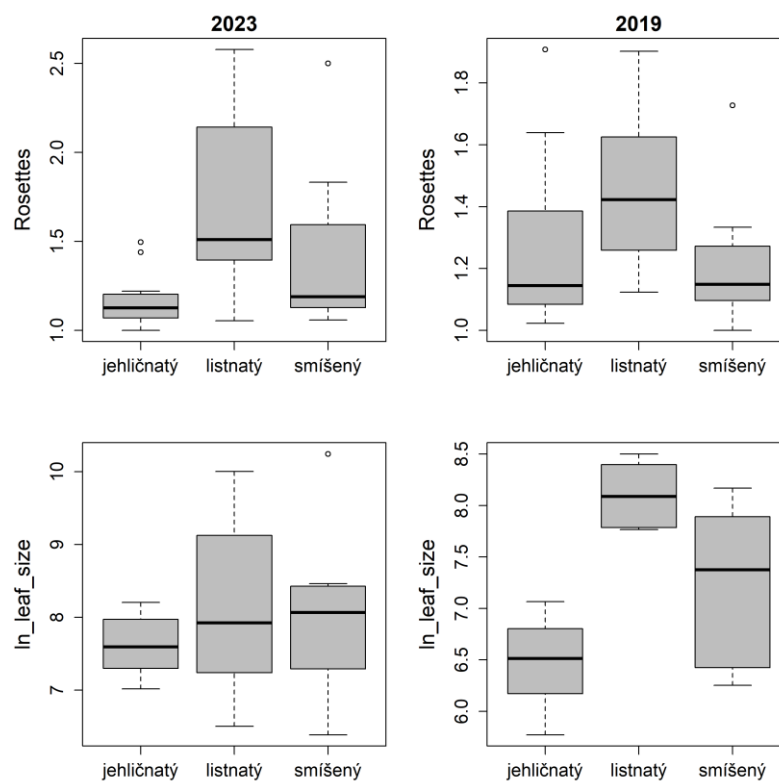 2023
Rosettes
2.5
2.0
1.5
1.0
jehličnatý listnatý smíšený
2019
Rosettes
1.8
1.6
1.4
1.2
1.0
jehličnatý listnatý smíšený
ln_leaf_size
10
9
8
7
jehličnatý listnatý smíšený
ln_leaf_size
8.5
8.0
7.5
7.0
6.5
6.0
jehličnatý listnatý smíšený